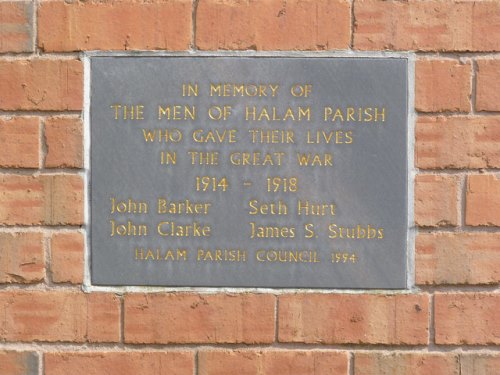 IN MEMORY OF
THE MEN OF HALAM PARISH
WHO GAVE THEIR LIVES
IN THE GREAT WAR
1914 - 1918
John Barker Seth Hurt
John Clarke James S. Stubbs
HALAM PARISH COUNCIL 1994